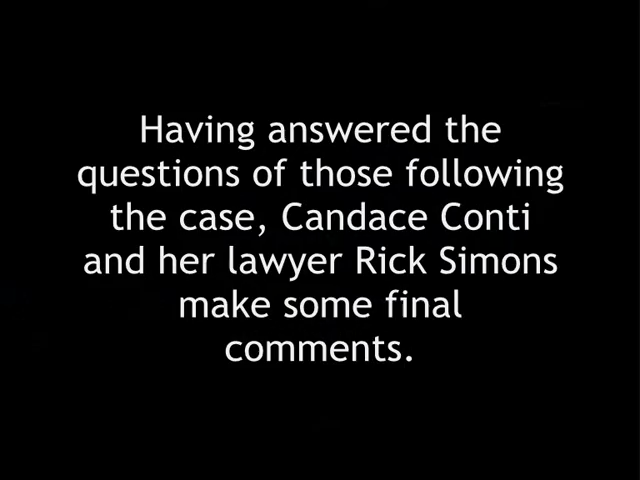 Having answered the
questions of those following
the case, Candace Conti
and her lawyer Rick Simons
make some final
comments.